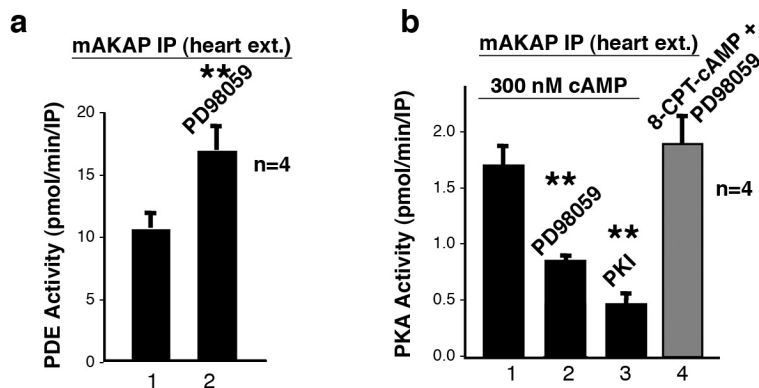 a
mAKAP IP (heart ext.)
**
PD98059
PDE Activity (pmol/min/IP)
20
15
10
5
0
n=4
1 2
b
mAKAP IP (heart ext.)
300 nM cAMP
8-CPT-cAMP +
PD98059
PKA Activity (pmol/min/IP)
2.0
1.5
1.0
0.5
0.0
**
PD98059
**
PKI
n=4
1 2 3 4